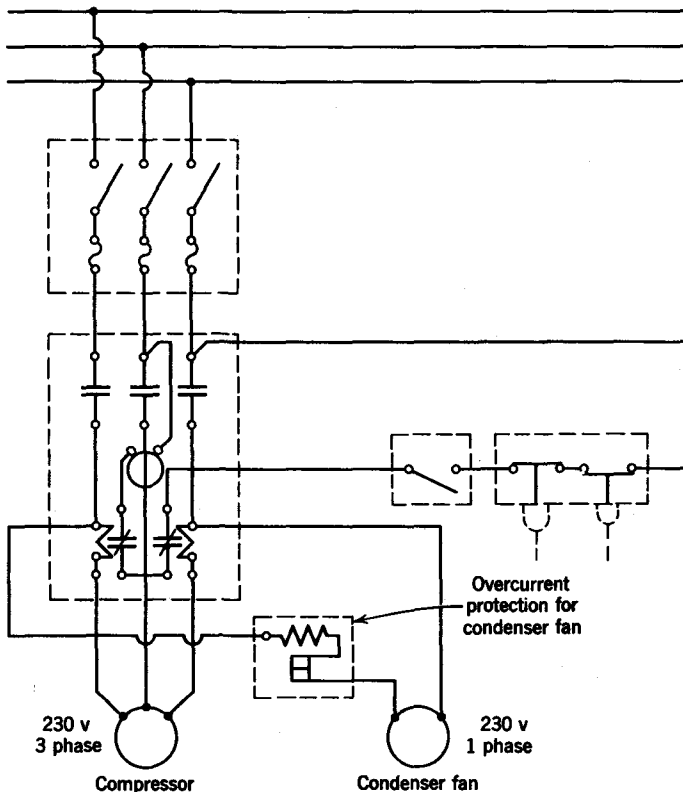 Overcurrent
protection for
condenser fan
230 v
3 phase
230 v
1 phase
Compressor
Condenser fan